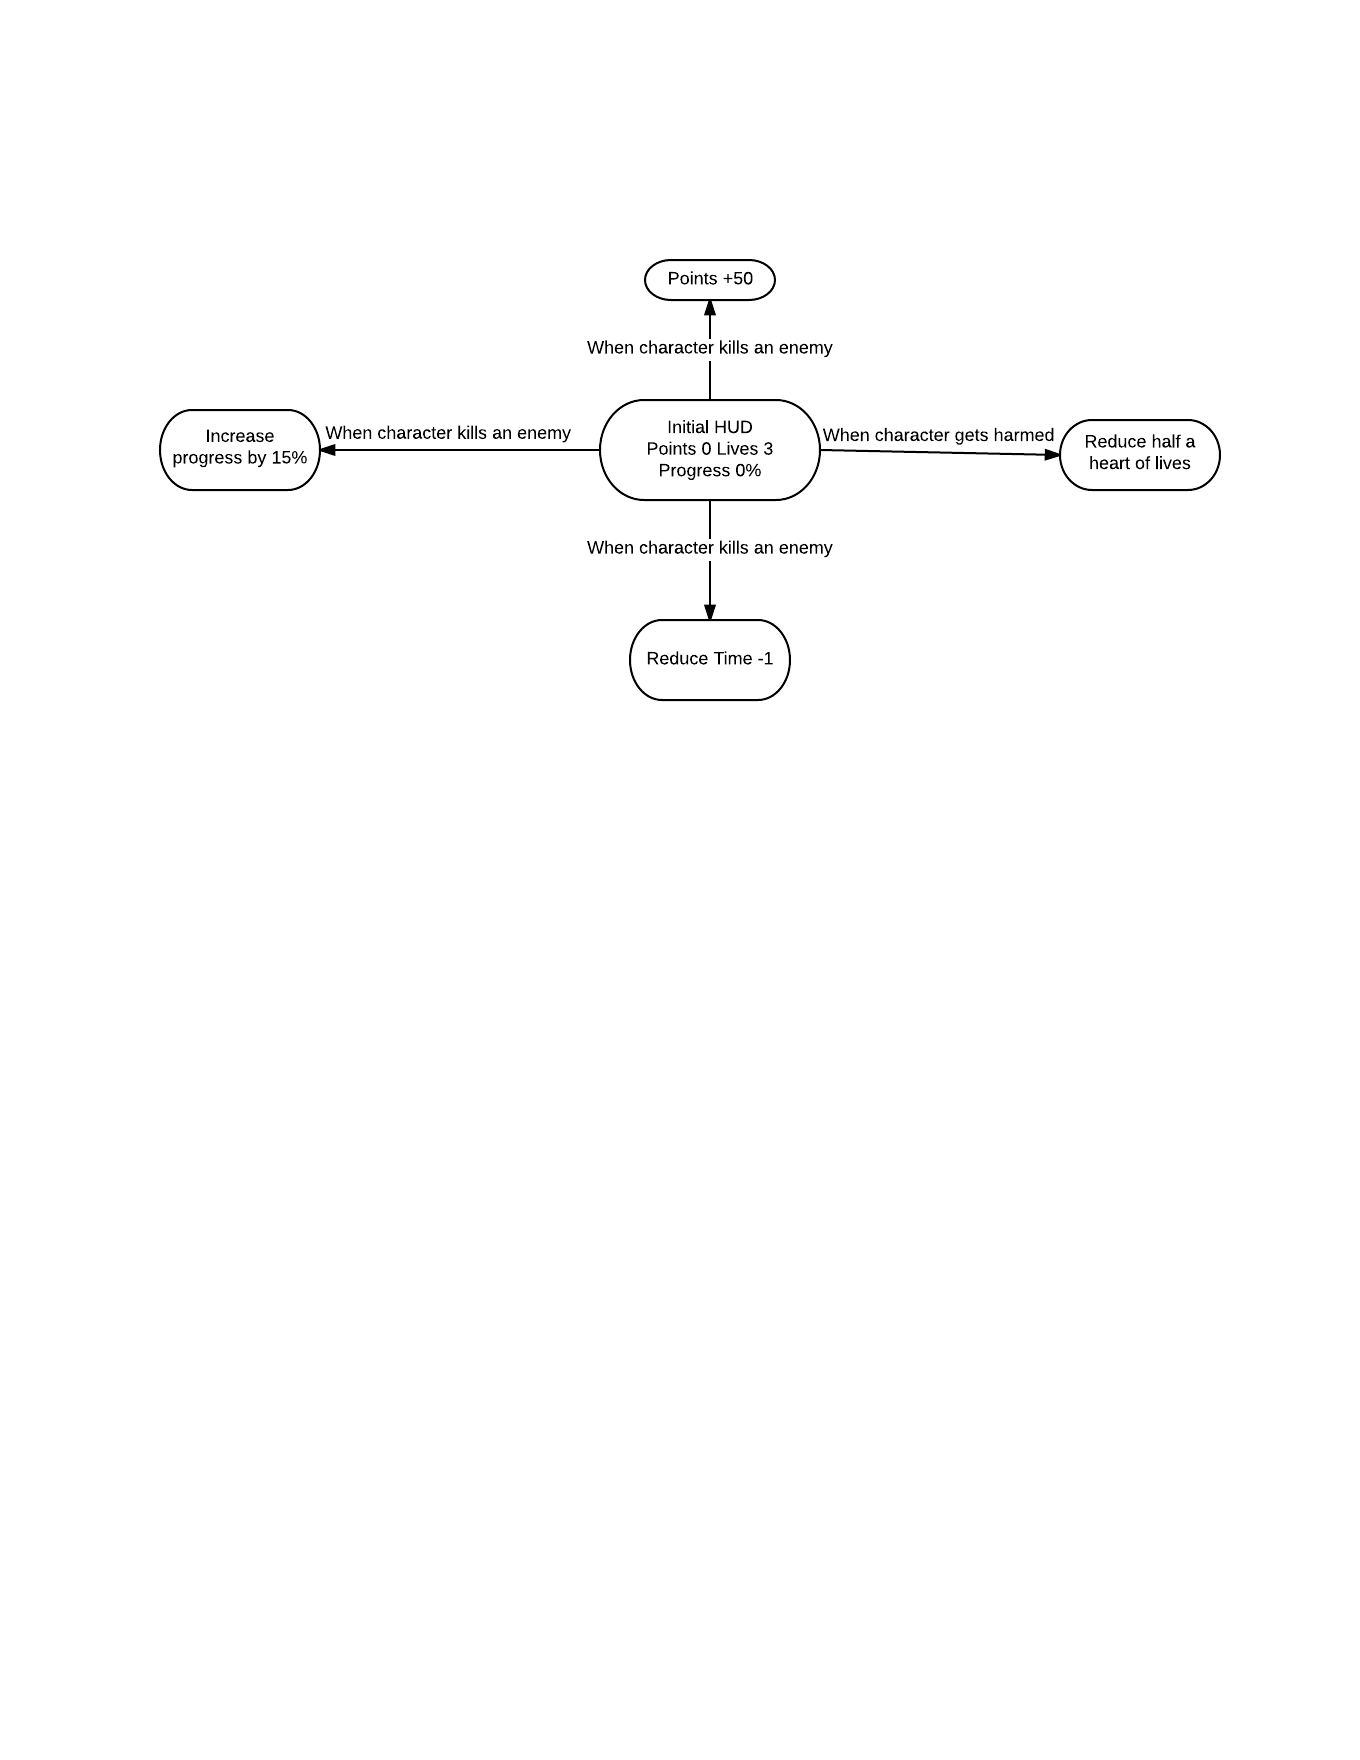 Points +50
When character kills an enemy
Increase
progress by 15%
When character kills an enemy
Initial HUD
Points 0 Lives 3
Progress 0%
When character gets harmed
Reduce half a
heart of lives
When character kills an enemy
Reduce Time -1